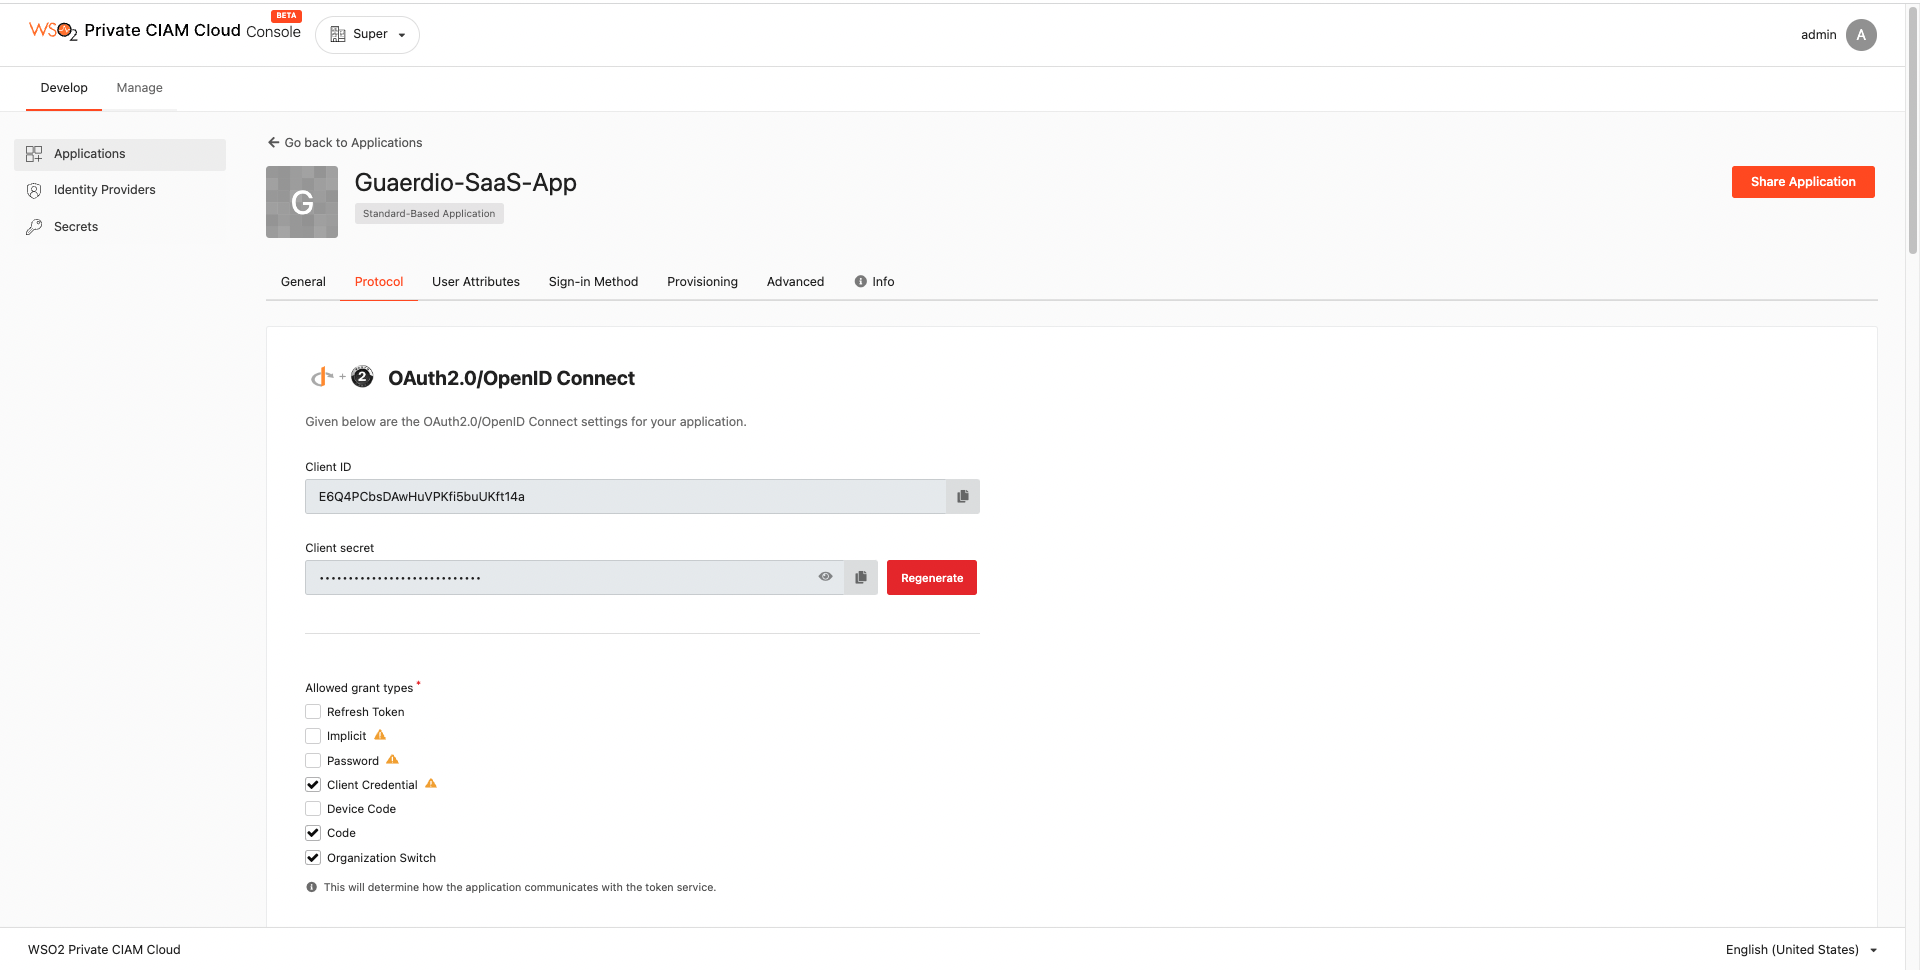 WSO2 Private CIAM Cloud Console BETA
Super
admin A
Develop Manage
Applications
Identity Providers
Secrets
Go back to Applications
G
Guaerdio-SaaS-App
Standard-Based Application
Share Application
General Protocol User Attributes Sign-in Method Provisioning Advanced Info
2
OAuth2.0/OpenID Connect
Given below are the OAuth2.0/OpenID Connect settings for your application.
Client ID
E6Q4PCbsDAwHuVPKfi5buUKft14a
Client secret
••••••••••••••••••••••••••••
Regenerate
Allowed grant types *
Refresh Token
Implicit
Password
Client Credential
Device Code
Code
Organization Switch
This will determine how the application communicates with the token service.
WSO2 Private CIAM Cloud
English (United States)